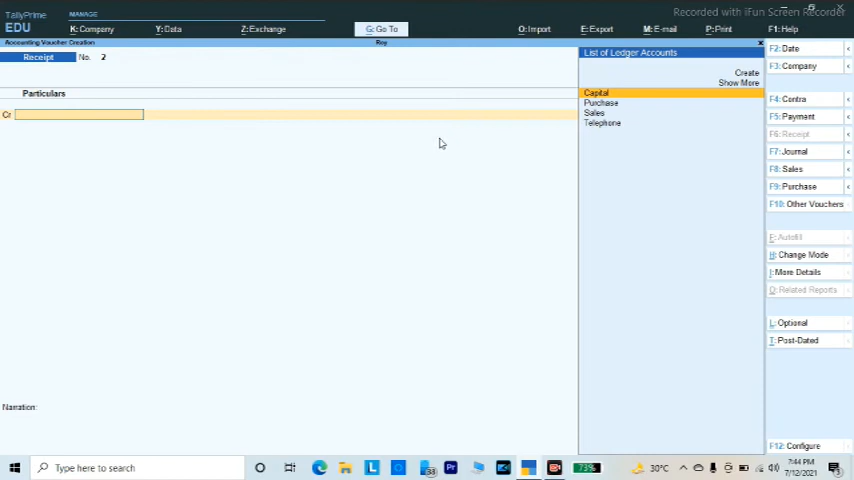 Recorded with iFun Screen Recorder
TallyPrime
EDU
MANAGE
K:Company
Y:Data
Z:Exchange
G:Go To
O:Import
E:Export
M:E-mail
P:Print
F1:Help
Accounting Voucher Creation
Roy
Receipt No. 2
Particulars
Cr
Narration:
List of Ledger Accounts
Create
Show More
Capital
Purchase
Sales
Telephone
F2:Date
F3:Company
F4:Contra
F5:Payment
F6:Receipt
F7:Journal
F8:Sales
F9:Purchase
F10:Other Vouchers
E:Autofill
H:Change Mode
I:More Details
O:Related Reports
L:Optional
T:Post-Dated
F12:Configure
Type here to search
L
38
Pr
73%
30°C
7:44 PM
7/12/2021